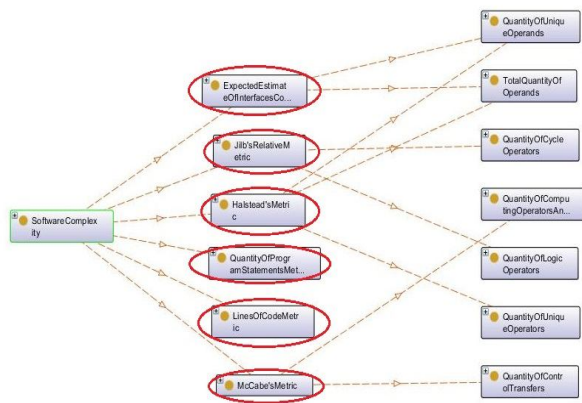 SoftwareComplex
ity
ExpectedEstimat
eOfInterfacesCo...
Jilb'sRelativeM
etric
Halstead'sMetri
c
QuantityOfProgr
amStatementsMet...
LinesOfCodeMetr
ic
McCabe'sMetric
QuantityOfUniqu
eOperands
TotalQuantityOf
Operands
QuantityOfCycle
Operators
QuantityOfCompu
tingOperatorsAn...
QuantityOfLogic
Operators
QuantityOfUniqu
eOperators
QuantityOfContr
olTransfers